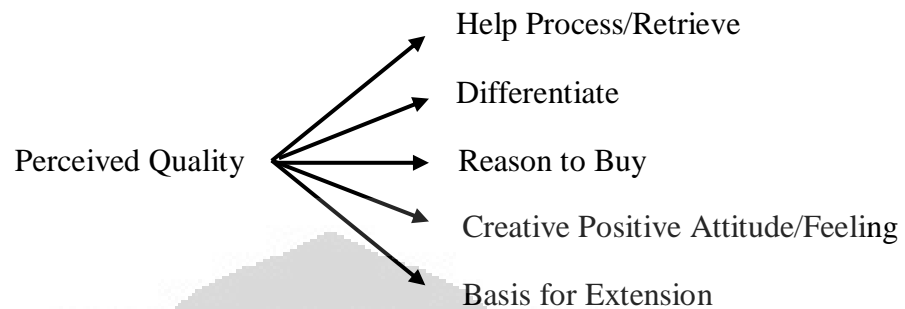 Help Process/Retrieve
Differentiate
Perceived Quality
Reason to Buy
Creative Positive Attitude/Feeling
Basis for Extension